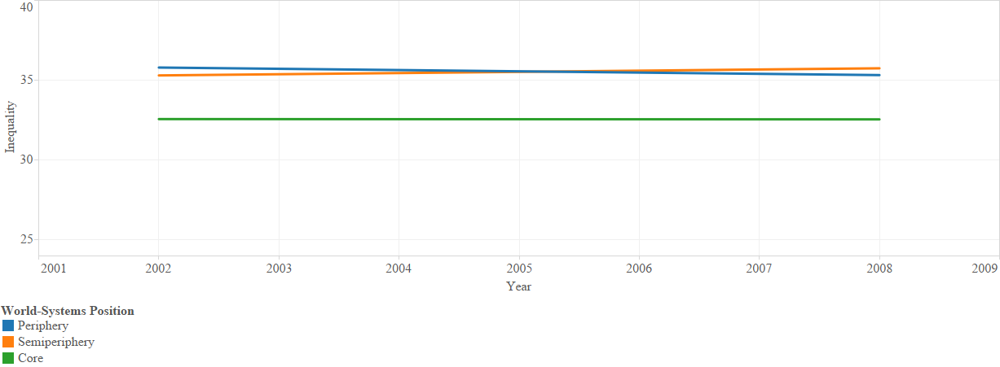 40
35
30
25
Inequality
2001 2002 2003 2004 2005 2006 2007 2008 2009
Year
World-Systems Position
Periphery
Semiperiphery
Core